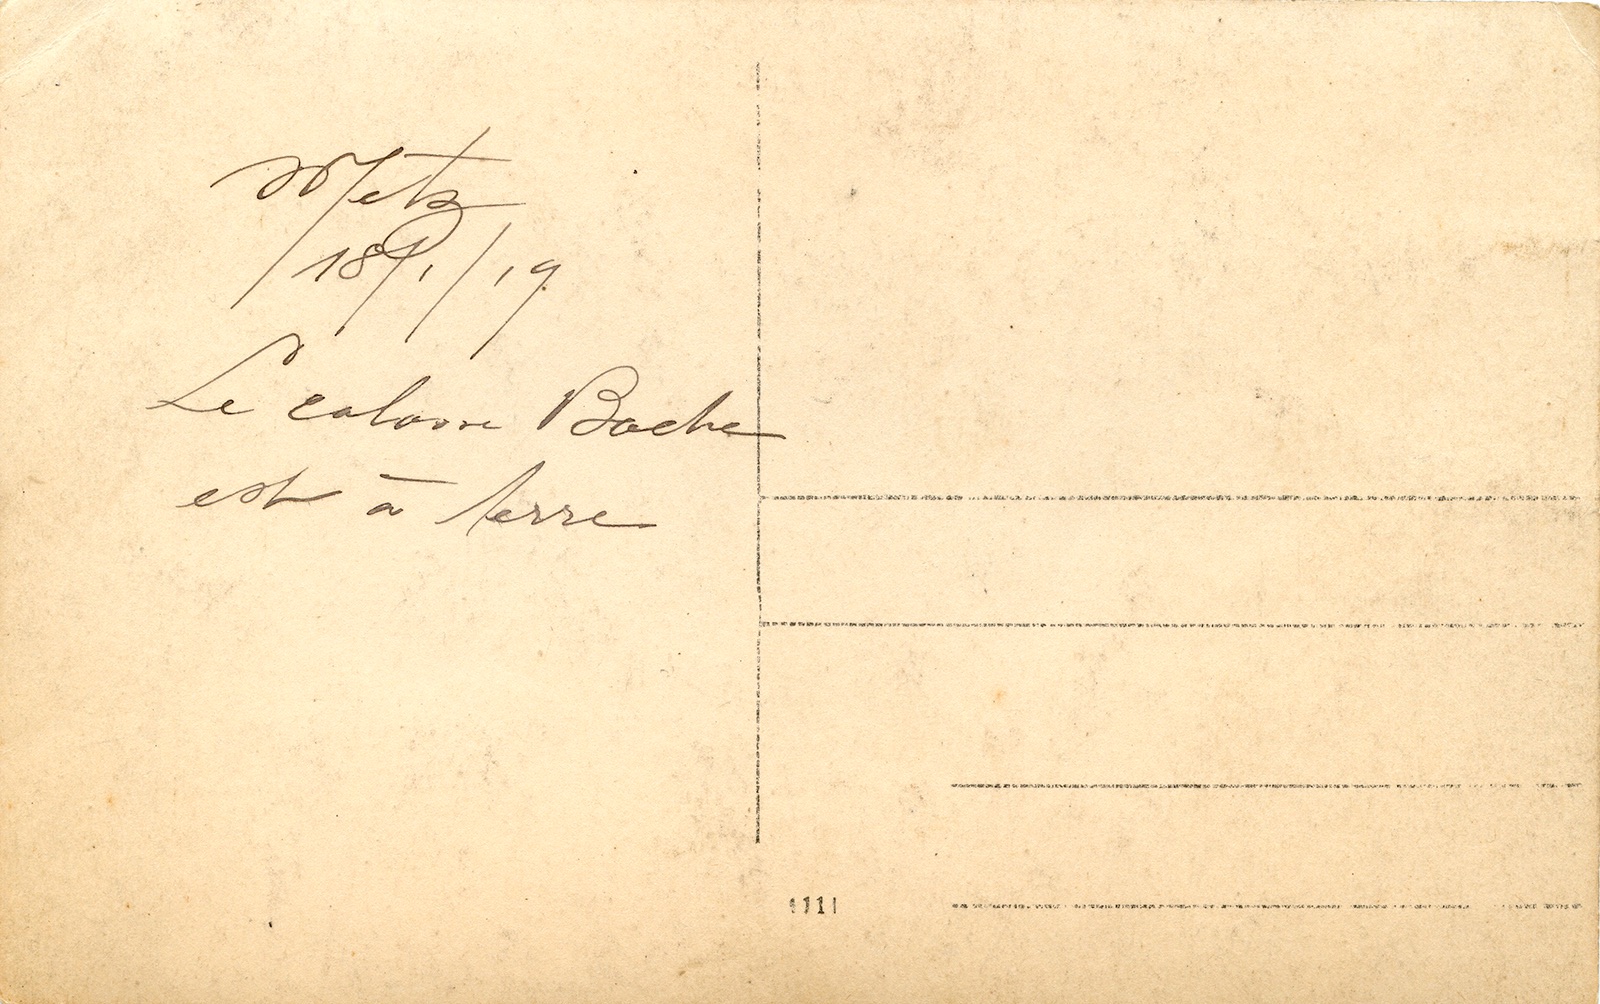 Metz
18/1/19
Le colosse Boche
est à terre
1111